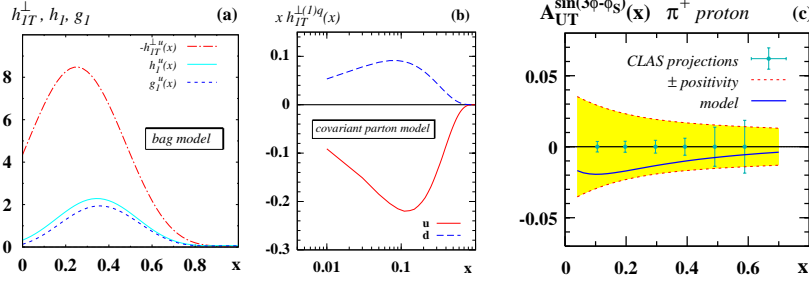 h⊥1T, h1, g1 (a)
-h⊥u1T(x)
hu1(x)
gu1(x)
bag model
8
6
4
2
0
0 0.2 0.4 0.6 0.8 x
x h⊥(1)q1T(x) (b)
0.1
0
-0.1
-0.2
-0.3
covariant parton model
u
d
0.01 0.1 x
AUTsin(3ϕ-ϕS)(x) π+ proton (c)
CLAS projections
± positivity
model
0.05
0
-0.05
0 0.2 0.4 0.6 x